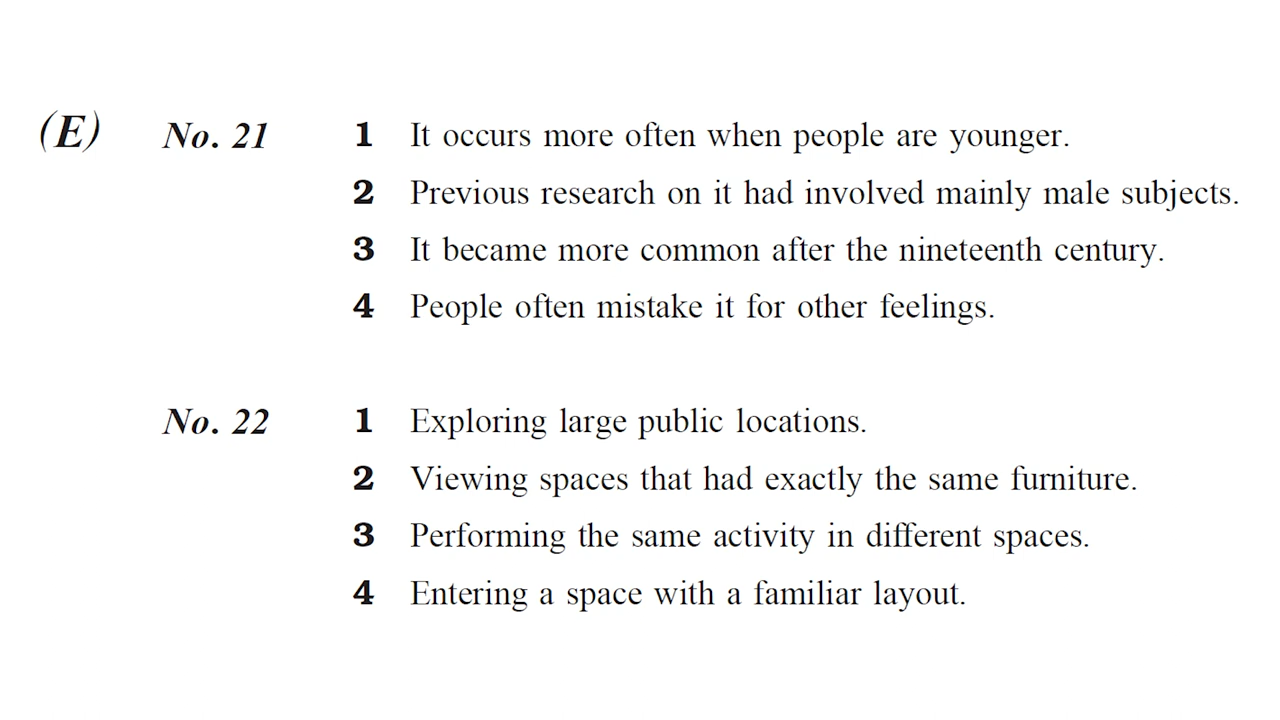 (E) No. 21 1 It occurs more often when people are younger.
2 Previous research on it had involved mainly male subjects.
3 It became more common after the nineteenth century.
4 People often mistake it for other feelings.
No. 22 1 Exploring large public locations.
2 Viewing spaces that had exactly the same furniture.
3 Performing the same activity in different spaces.
4 Entering a space with a familiar layout.